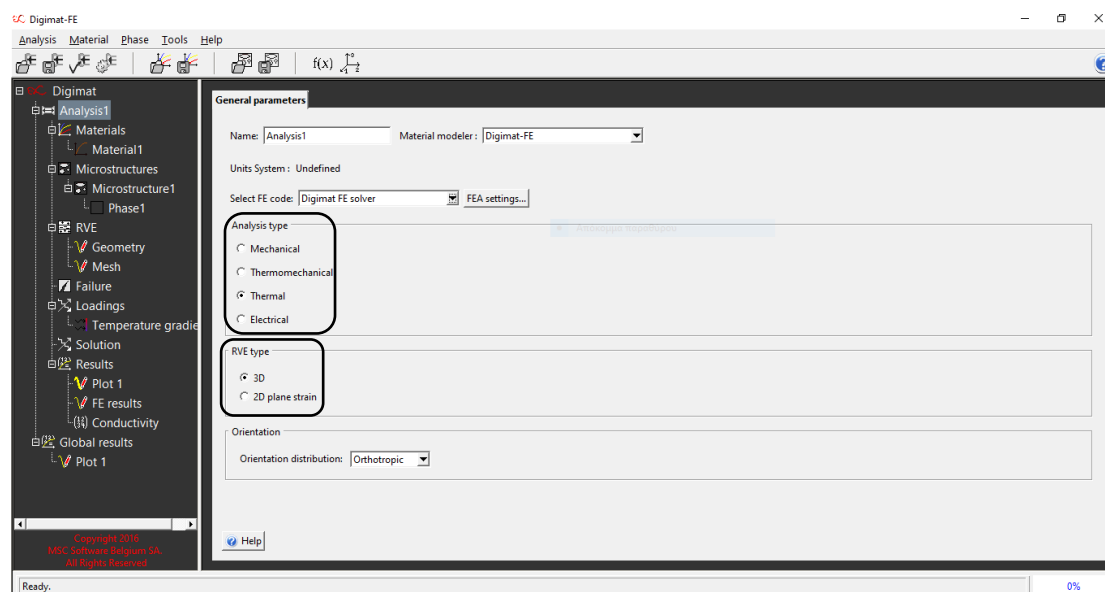 Digimat-FE
Analysis Material Phase Tools Help
f(x)
Digimat
Analysis1
Materials
Material1
Microstructures
Microstructure1
Phase1
RVE
Geometry
Mesh
Failure
Loadings
Temperature gradie
Solution
Results
Plot 1
FE results
Conductivity
Global results
Plot 1
Copyright 2016
MSC Software Belgium SA.
All Rights Reserved
General parameters
Name: Analysis1 Material modeler : Digimat-FE
Units System : Undefined
Select FE code: Digimat FE solver FEA settings...
Analysis type
Mechanical
Thermomechanical
Thermal
Electrical
RVE type
3D
2D plane strain
Orientation
Orientation distribution: Orthotropic
Help
Ready. 0%